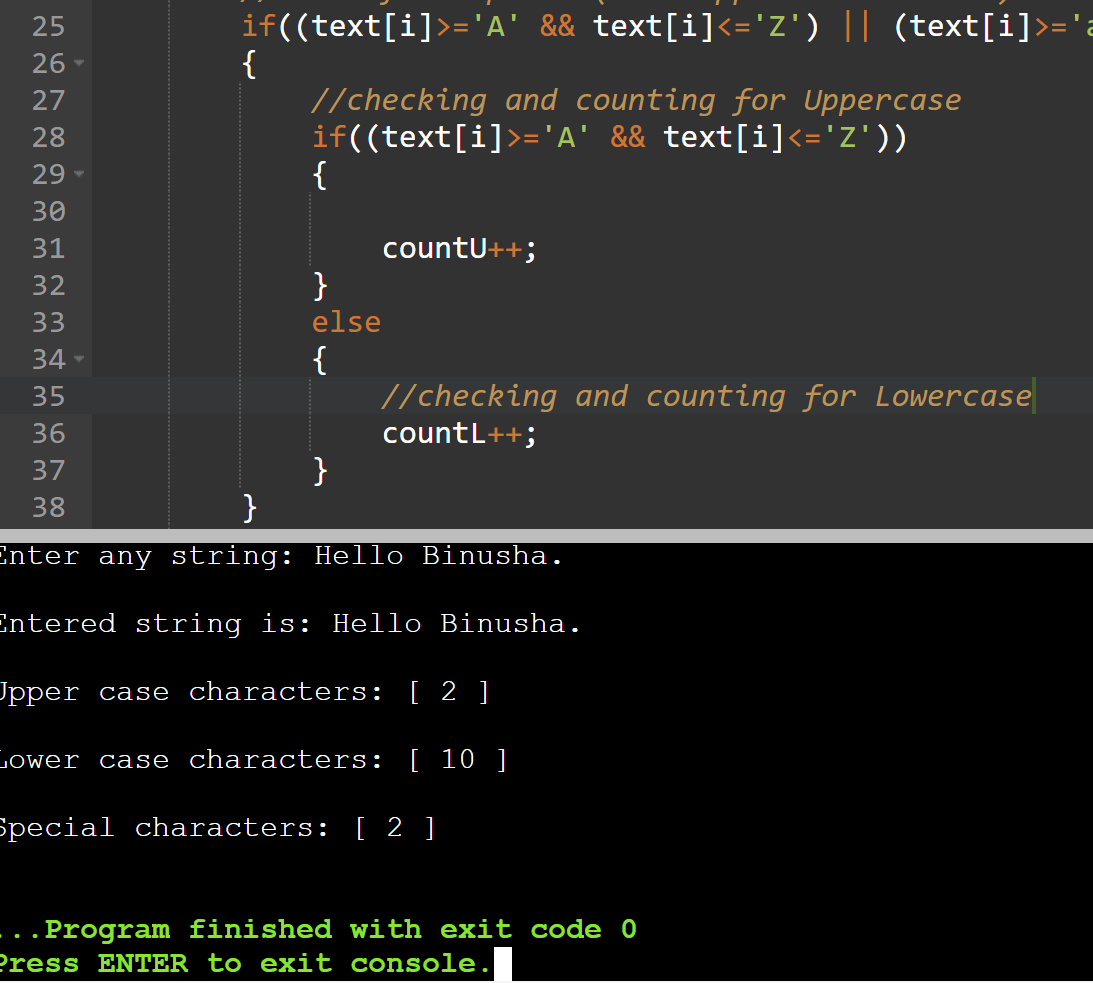 25 if((text[i]>='A' && text[i]<='Z') || (text[i]>='a
26 {
27 //checking and counting for Uppercase
28 if((text[i]>='A' && text[i]<='Z'))
29 {
30
31 countU++;
32 }
33 else
34 {
35 //checking and counting for Lowercase
36 countL++;
37 }
38 }
Enter any string: Hello Binusha.
Entered string is: Hello Binusha.
Upper case characters: [ 2 ]
Lower case characters: [ 10 ]
Special characters: [ 2 ]
...Program finished with exit code 0
Press ENTER to exit console.